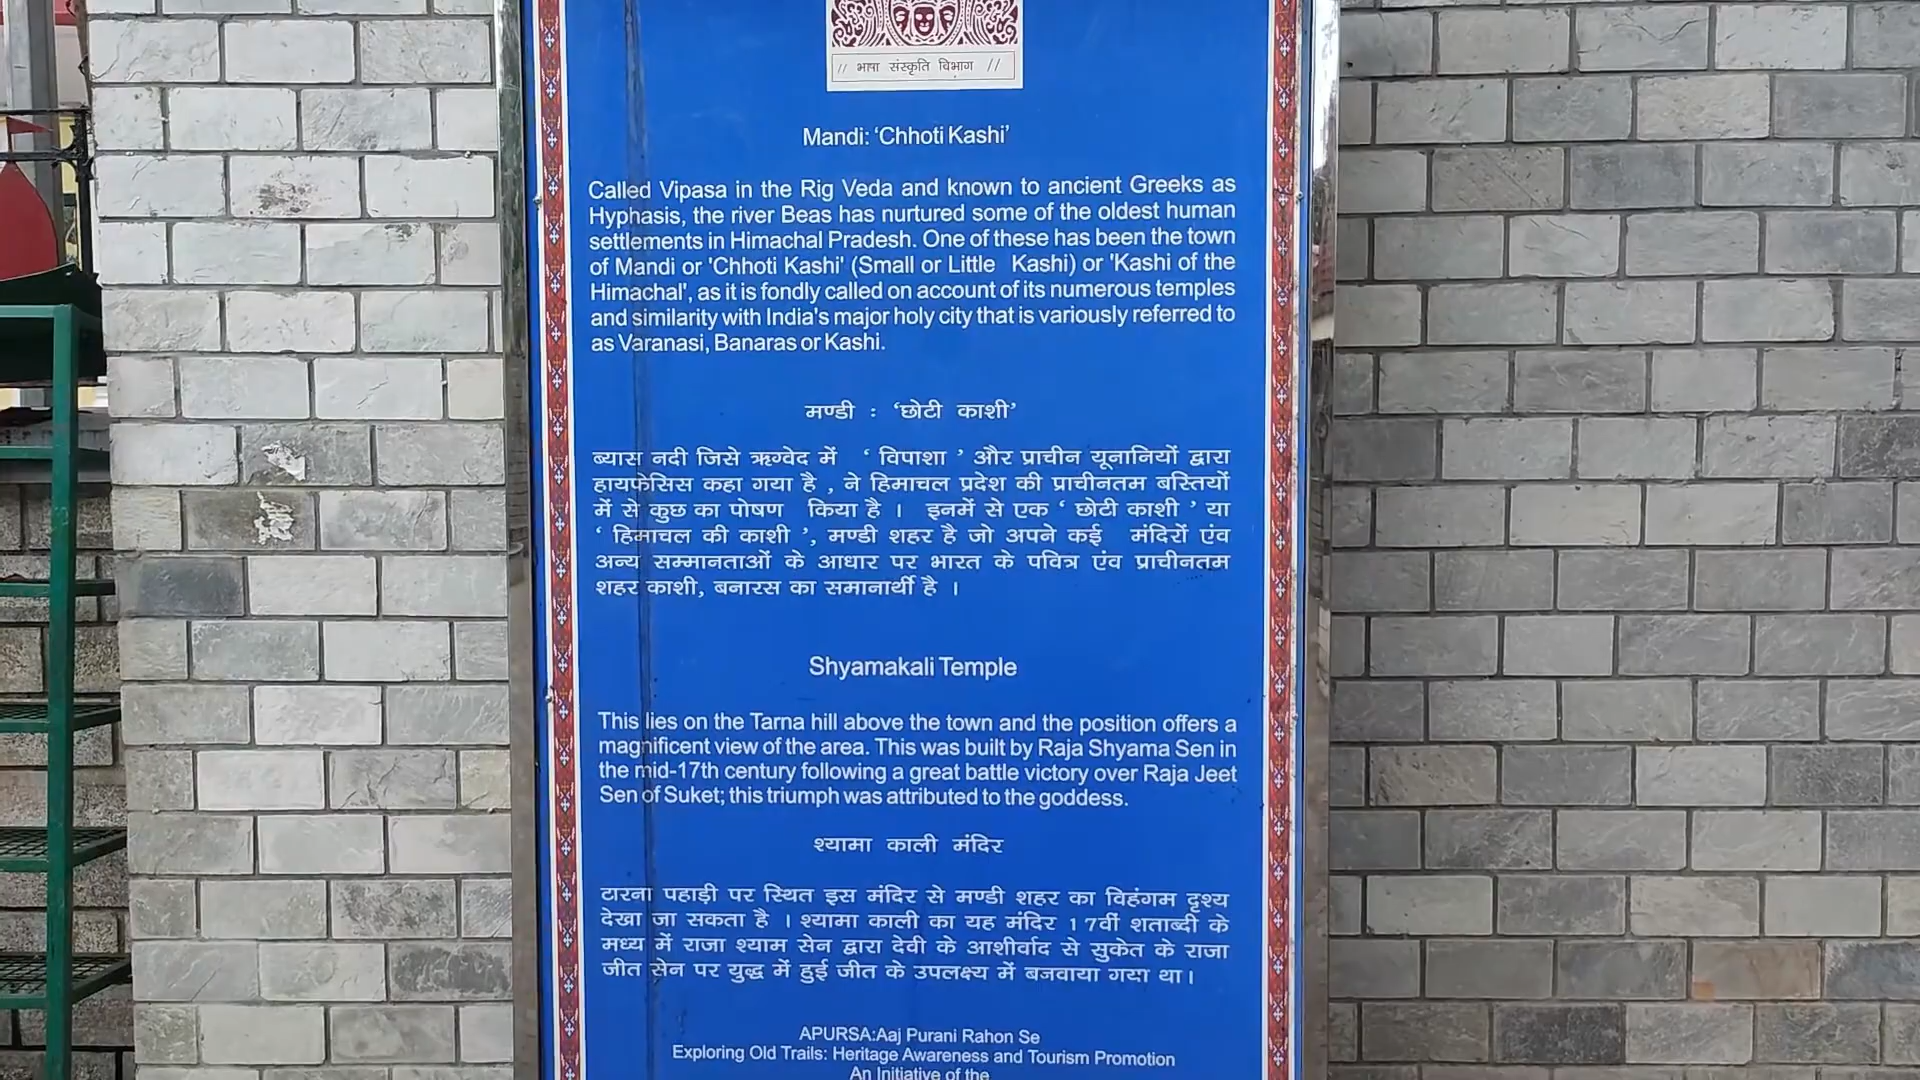 // भाषा संस्कृति विभाग //
Mandi: ‘Chhoti Kashi’
Called Vipasa in the Rig Veda and known to ancient Greeks as
Hyphasis, the river Beas has nurtured some of the oldest human
settlements in Himachal Pradesh. One of these has been the town
of Mandi or 'Chhoti Kashi' (Small or Little Kashi) or 'Kashi of the
Himachal', as it is fondly called on account of its numerous temples
and similarity with India's major holy city that is variously referred to
as Varanasi, Banaras or Kashi.
मण्डी : ‘छोटी काशी’
ब्यास नदी जिसे ऋग्वेद में ‘ विपाशा ’ और प्राचीन यूनानियों द्वारा
हायफेसिस कहा गया है , ने हिमाचल प्रदेश की प्राचीनतम बस्तियों
में से कुछ का पोषण किया है । इनमें से एक ‘ छोटी काशी ’ या
‘ हिमाचल की काशी ’, मण्डी शहर है जो अपने कई मंदिरों एंव
अन्य सम्मानताओं के आधार पर भारत के पवित्र एंव प्राचीनतम
शहर काशी, बनारस का समानार्थी है ।
Shyamakali Temple
This lies on the Tarna hill above the town and the position offers a
magnificent view of the area. This was built by Raja Shyama Sen in
the mid-17th century following a great battle victory over Raja Jeet
Sen of Suket; this triumph was attributed to the goddess.
श्यामा काली मंदिर
टारना पहाड़ी पर स्थित इस मंदिर से मण्डी शहर का विहंगम दृश्य
देखा जा सकता है । श्यामा काली का यह मंदिर 17वीं शताब्दी के
मध्य में राजा श्याम सेन द्वारा देवी के आशीर्वाद से सुकेत के राजा
जीत सेन पर युद्ध में हुई जीत के उपलक्ष्य में बनवाया गया था।
APURSA:Aaj Purani Rahon Se
Exploring Old Trails: Heritage Awareness and Tourism Promotion
An Initiative of the